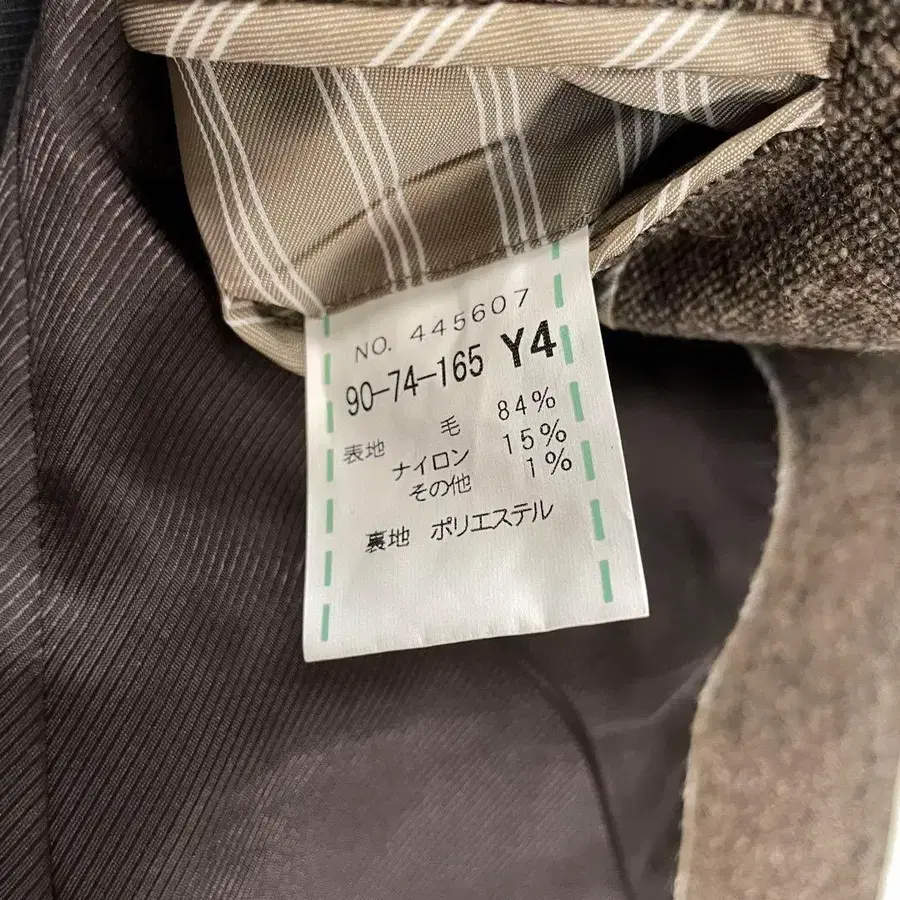 NO. 445607
90-74-165 Y4
表地 毛 84%
ナイロン 15%
その他 1%
裏地 ポリエステル